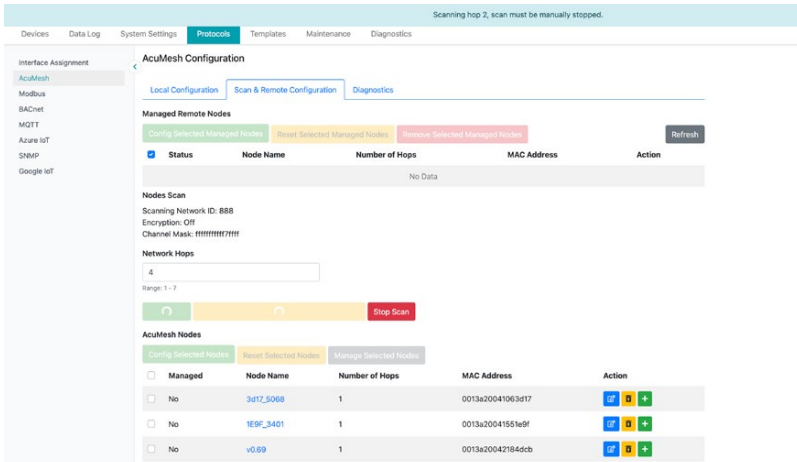 Scanning hop 2, scan must be manually stopped.
Devices Data Log System Settings Protocols Templates Maintenance Diagnostics
Interface Assignment
AcuMesh
Modbus
BACnet
MQTT
Azure IoT
SNMP
Google IoT
AcuMesh Configuration
Local Configuration Scan & Remote Configuration Diagnostics
Managed Remote Nodes
Config Selected Managed Nodes Reset Selected Managed Nodes Remove Selected Managed Nodes Refresh
Status Node Name Number of Hops MAC Address Action
No Data
Nodes Scan
Scanning Network ID: 888
Encryption: Off
Channel Mask: fffffffffff7ffff
Network Hops
4
Range: 1 - 7
Stop Scan
AcuMesh Nodes
Config Selected Nodes Reset Selected Nodes Manage Selected Nodes
Managed Node Name Number of Hops MAC Address Action
No 3d17_5068 1 0013a20041063d17
No 1E9F_3401 1 0013a20041551e9f
No v0.69 1 0013a20042184dcb